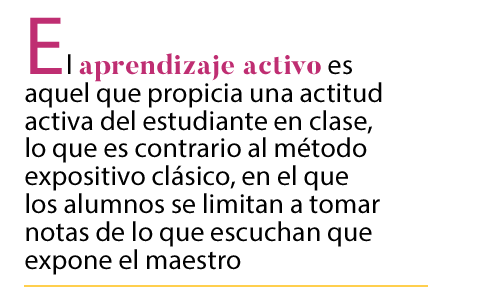 El aprendizaje activo es
aquel que propicia una actitud
activa del estudiante en clase,
lo que es contrario al método
expositivo clásico, en el que
los alumnos se limitan a tomar
notas de lo que escuchan que
expone el maestro